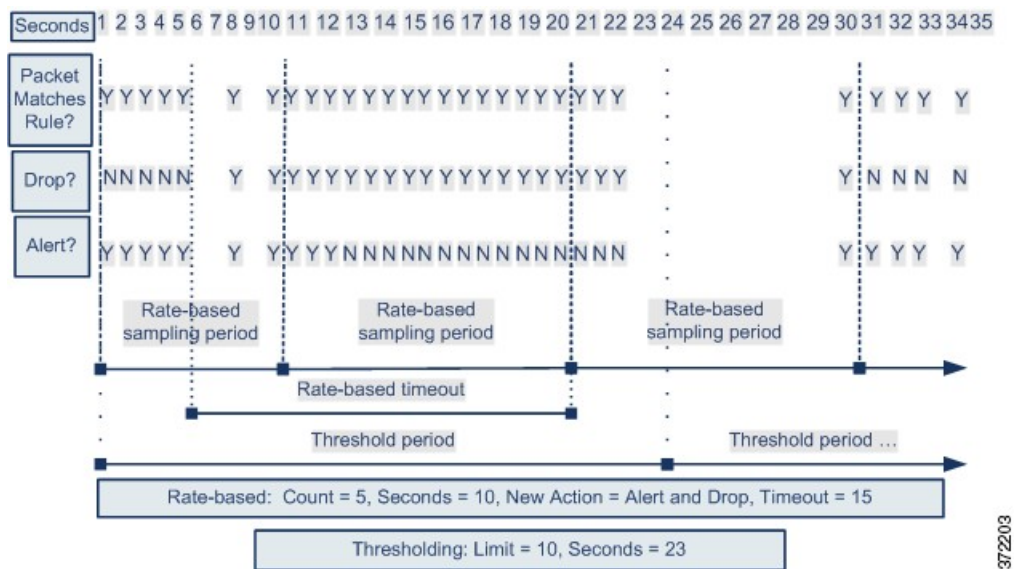 Seconds 1 2 3 4 5 6 7 8 9 10 11 12 13 14 15 16 17 18 19 20 21 22 23 24 25 26 27 28 29 30 31 32 33 34 35
Packet
Matches
Rule?
Y Y Y Y Y Y Y Y Y Y Y Y Y Y Y Y Y Y Y Y Y Y Y Y Y Y Y Y Y Y
Drop? N N N N N Y Y Y Y Y Y Y Y Y Y Y Y Y Y Y Y Y Y Y Y Y N N N N
Alert? Y Y Y Y Y Y Y Y Y Y N N N N N N N N N N N N N N N Y Y Y Y Y
Rate-based
sampling period
Rate-based
sampling period
Rate-based
sampling period
Rate-based timeout
Threshold period
Threshold period ...
Rate-based: Count = 5, Seconds = 10, New Action = Alert and Drop, Timeout = 15
Thresholding: Limit = 10, Seconds = 23
372203